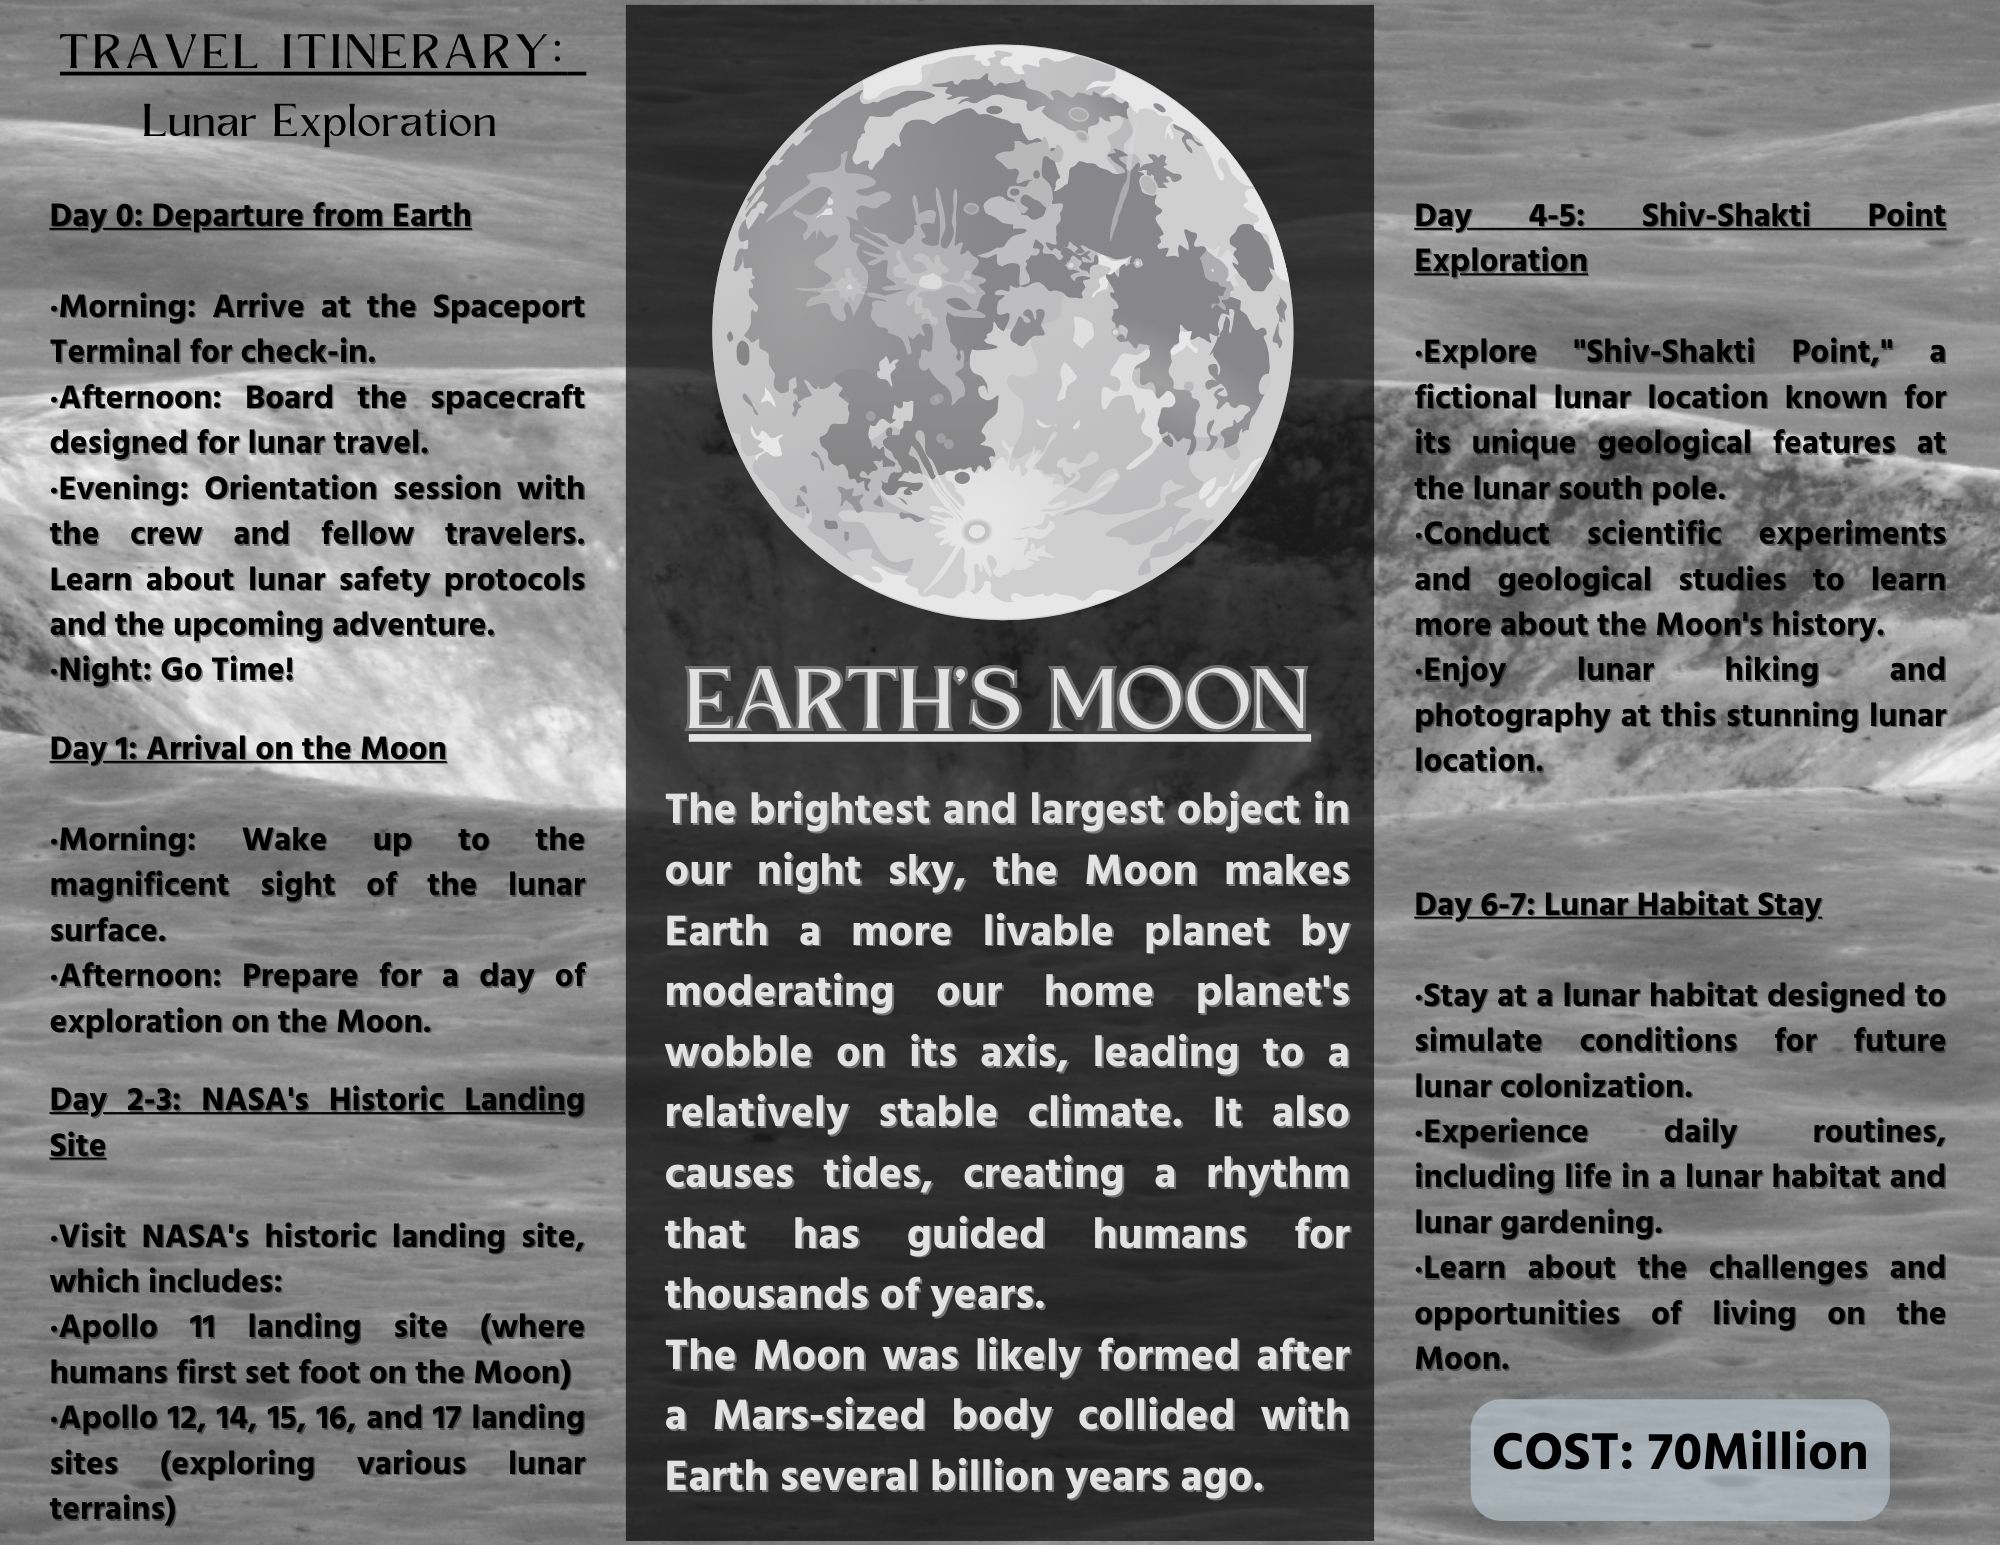 TRAVEL ITINERARY:
Lunar Exploration
Day 0: Departure from Earth
·Morning: Arrive at the Spaceport
Terminal for check-in.
·Afternoon: Board the spacecraft
designed for lunar travel.
·Evening: Orientation session with
the crew and fellow travelers.
Learn about lunar safety protocols
and the upcoming adventure.
·Night: Go Time!
Day 1: Arrival on the Moon
·Morning: Wake up to the
magnificent sight of the lunar
surface.
·Afternoon: Prepare for a day of
exploration on the Moon.
Day 2-3: NASA's Historic Landing
Site
·Visit NASA's historic landing site,
which includes:
·Apollo 11 landing site (where
humans first set foot on the Moon)
·Apollo 12, 14, 15, 16, and 17 landing
sites (exploring various lunar
terrains)
EARTH'S MOON
The brightest and largest object in
our night sky, the Moon makes
Earth a more livable planet by
moderating our home planet's
wobble on its axis, leading to a
relatively stable climate. It also
causes tides, creating a rhythm
that has guided humans for
thousands of years.
The Moon was likely formed after
a Mars-sized body collided with
Earth several billion years ago.
Day 4-5: Shiv-Shakti Point
Exploration
·Explore "Shiv-Shakti Point," a
fictional lunar location known for
its unique geological features at
the lunar south pole.
·Conduct scientific experiments
and geological studies to learn
more about the Moon's history.
·Enjoy lunar hiking and
photography at this stunning lunar
location.
Day 6-7: Lunar Habitat Stay
·Stay at a lunar habitat designed to
simulate conditions for future
lunar colonization.
·Experience daily routines,
including life in a lunar habitat and
lunar gardening.
·Learn about the challenges and
opportunities of living on the
Moon.
COST: 70Million